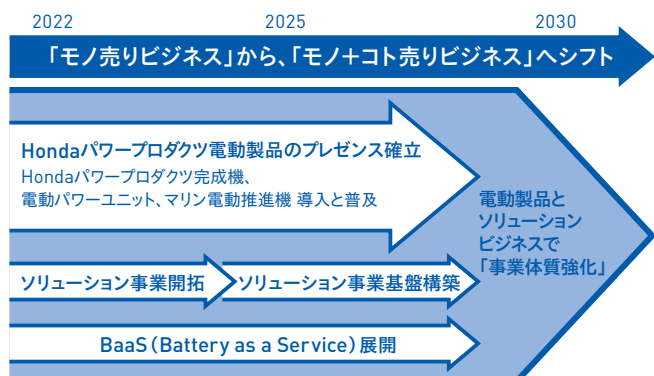 2022 2025 2030
「モノ売りビジネス」から、「モノ+コト売りビジネス」へシフト
Hondaパワープロダクツ電動製品のプレゼンス確立
Hondaパワープロダクツ完成機、
電動パワーユニット、マリン電動推進機 導入と普及
電動製品と
ソリューション
ビジネスで
「事業体質強化」
ソリューション事業開拓 ソリューション事業基盤構築
BaaS(Battery as a Service)展開